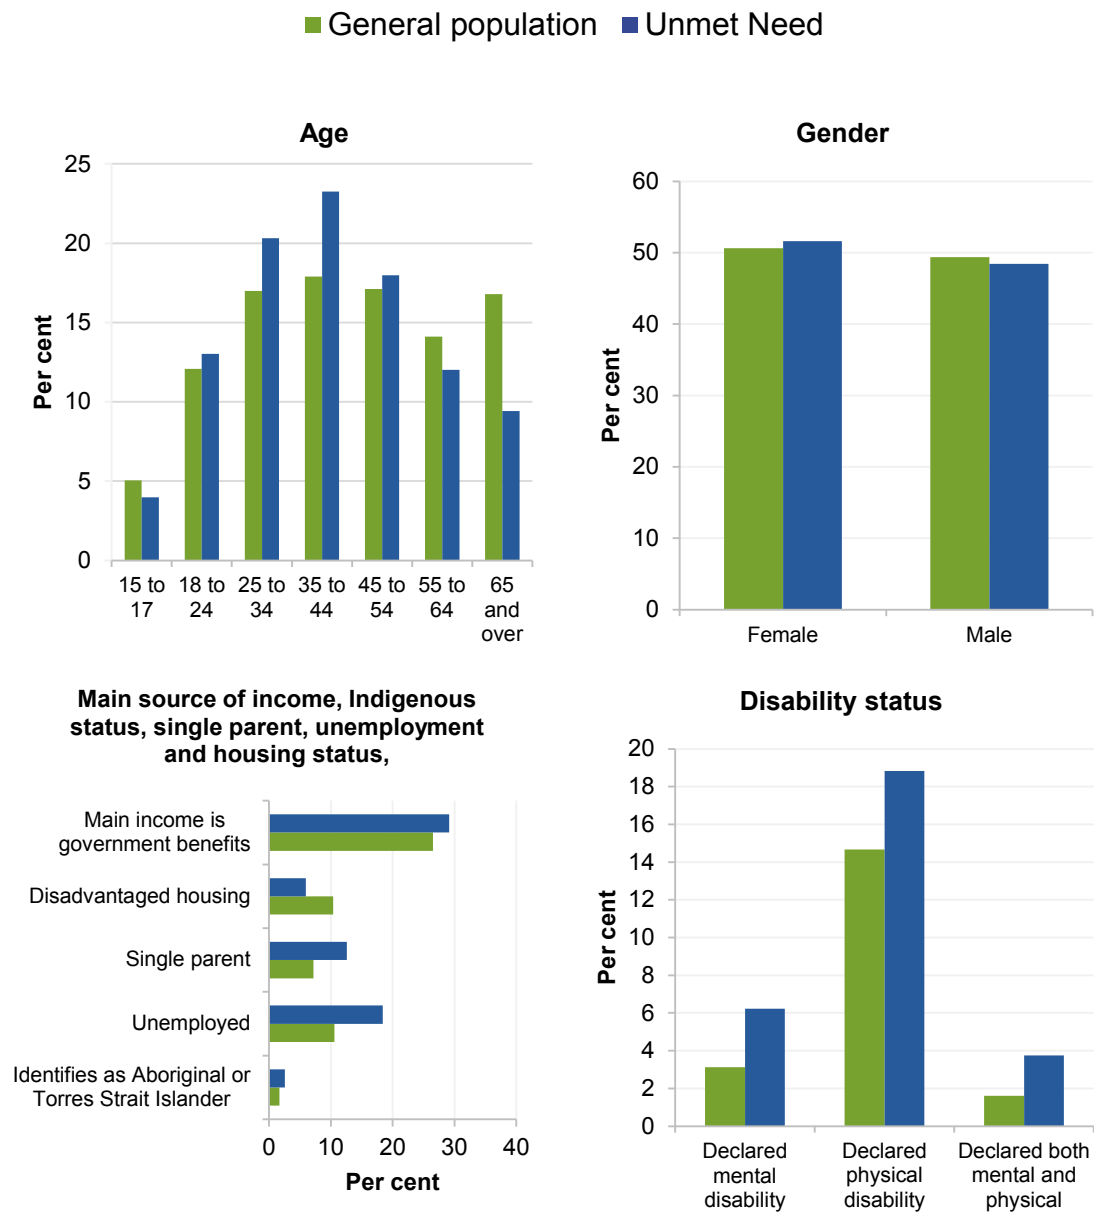 General population Unmet Need
Age
Per cent
25
20
15
10
5
0
15 to 18 to 25 to 35 to 45 to 55 to 65
17 24 34 44 54 64 and
over
Gender
Per cent
60
50
40
30
20
10
0
Female Male
Main source of income, Indigenous
status, single parent, unemployment
and housing status,
Main income is
government benefits
Disadvantaged housing
Single parent
Unemployed
Identifies as Aboriginal or
Torres Strait Islander
0 10 20 30 40
Per cent
Disability status
Per cent
20
18
16
14
12
10
8
6
4
2
0
Declared Declared Declared both
mental physical mental and
disability disability physical